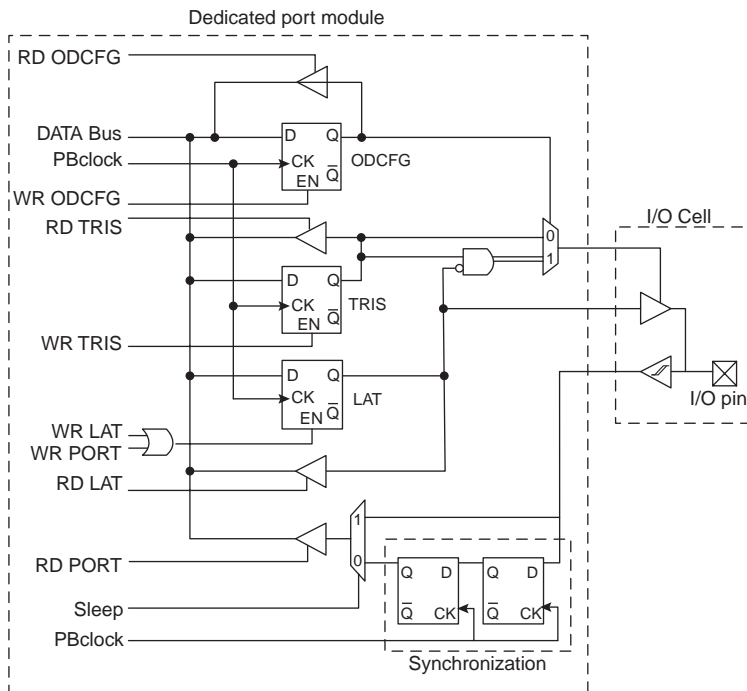 Dedicated port module
RD ODCFG
DATA Bus
D Q
PBclock
CK
ODCFG
Q
EN
WR ODCFG
RD TRIS
I/O Cell
0
1
D Q
CK
TRIS
Q
EN
WR TRIS
D Q
CK
LAT
Q
EN
I/O pin
WR LAT
WR PORT
RD LAT
1
0
RD PORT
Q D
Q D
Q CK
Q CK
Sleep
PBclock
Synchronization